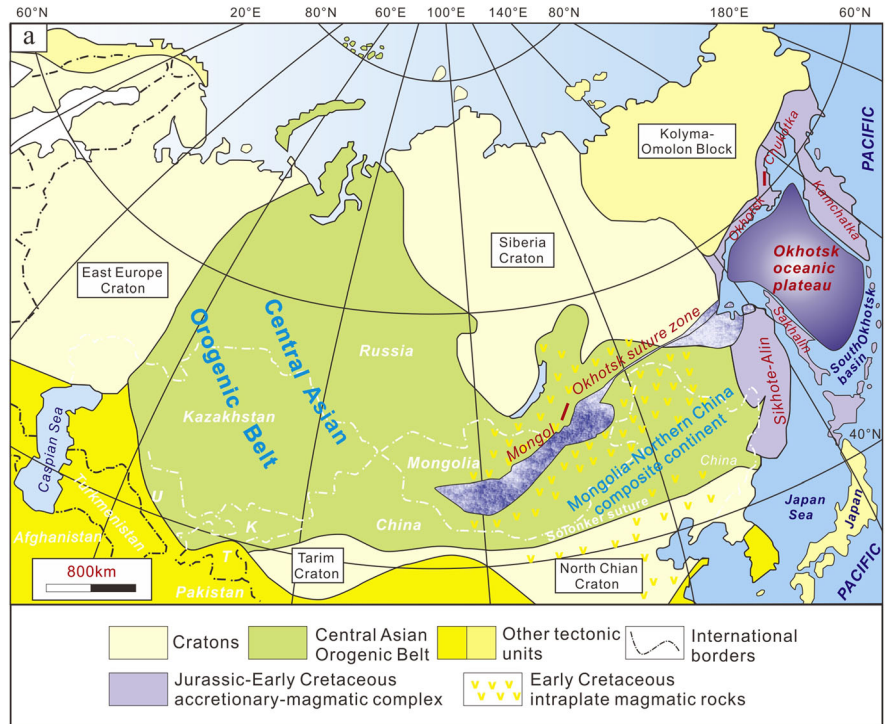 60N
20°E
60°E
100°E
140°E
180°E
60°N
a
Kolyma-
Omolon Block
Chukotka
PACIFIC
Okhotsk
Kamchatka
Siberia
Craton
East Europe
Craton
Okhotsk
oceanic
plateau
Orogenic Belt
Central Asian
Russia
Mongol
Okhotsk suture zone
Sakhalin
South Okhotsk
basin
Sikhote-Alin
Caspian Sea
Kazakhstan
Mongolia
Mongolia-Northern China
composite continent
China
40°N
Turkmenistan
U
K
T
China
Solonker suture
Japan
Sea
Japan
Afghanistan
Pakistan
800km
Tarim
Craton
North Chian
Craton
PACIFIC
Cratons
Central Asian
Orogenic Belt
Other tectonic
units
International
borders
Jurassic-Early Cretaceous
accretionary-magmatic complex
Early Cretaceous
intraplate magmatic rocks